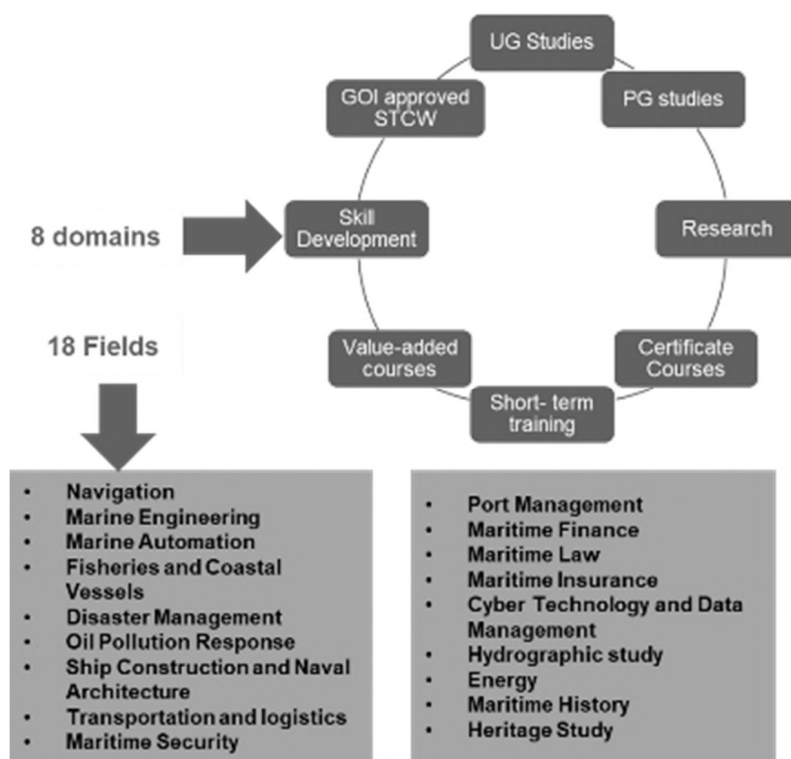 UG Studies
GOI approved
STCW
PG studies
8 domains
Skill
Development
Research
18 Fields
Value-added
courses
Certificate
Courses
Short- term
training
• Navigation
• Marine Engineering
• Marine Automation
• Fisheries and Coastal
Vessels
• Disaster Management
• Oil Pollution Response
• Ship Construction and Naval
Architecture
• Transportation and logistics
• Maritime Security
• Port Management
• Maritime Finance
• Maritime Law
• Maritime Insurance
• Cyber Technology and Data
Management
• Hydrographic study
• Energy
• Maritime History
• Heritage Study